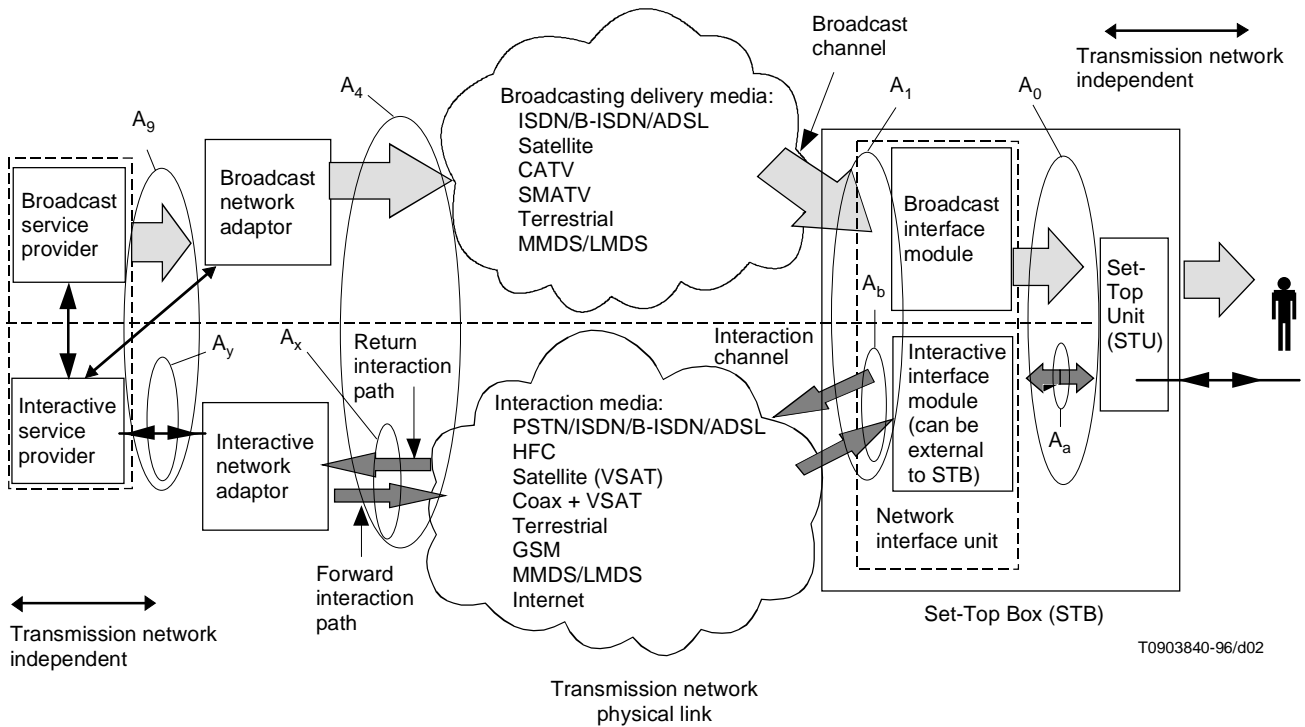 Broadcast
channel
Transmission network
independent
A4
A1
A0
A9
Broadcasting delivery media:
ISDN/B-ISDN/ADSL
Satellite
CATV
SMATV
Terrestrial
MMDS/LMDS
Broadcast
service
provider
Broadcast
network
adaptor
Broadcast
interface
module
Set-
Top
Unit
(STU)
Ab
Ay
Ax
Return
interaction
path
Interaction
channel
Interactive
service
provider
Interactive
network
adaptor
Interaction media:
PSTN/ISDN/B-ISDN/ADSL
HFC
Satellite (VSAT)
Coax + VSAT
Terrestrial
GSM
MMDS/LMDS
Internet
Interactive
interface
module
(can be
external
to STB)
Aa
Network
interface unit
Forward
interaction
path
Set-Top Box (STB)
Transmission network
independent
T0903840-96/d02
Transmission network
physical link